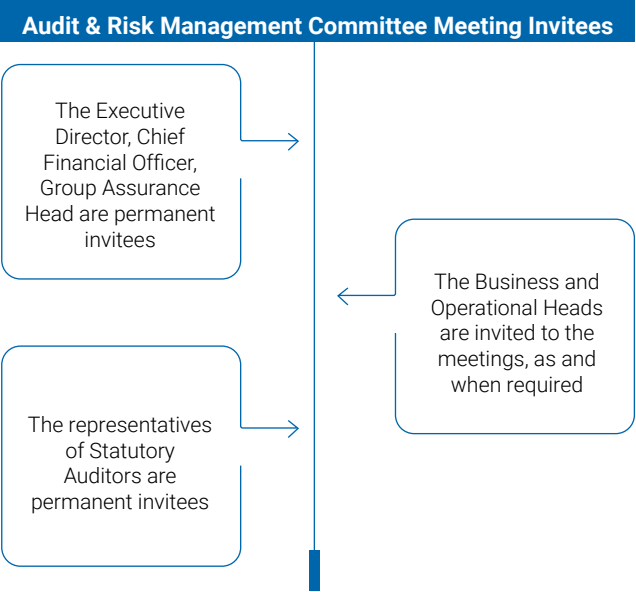 Audit & Risk Management Committee Meeting Invitees
The Executive
Director, Chief
Financial Officer,
Group Assurance
Head are permanent
invitees
The Business and
Operational Heads
are invited to the
meetings, as and
when required
The representatives
of Statutory
Auditors are
permanent invitees